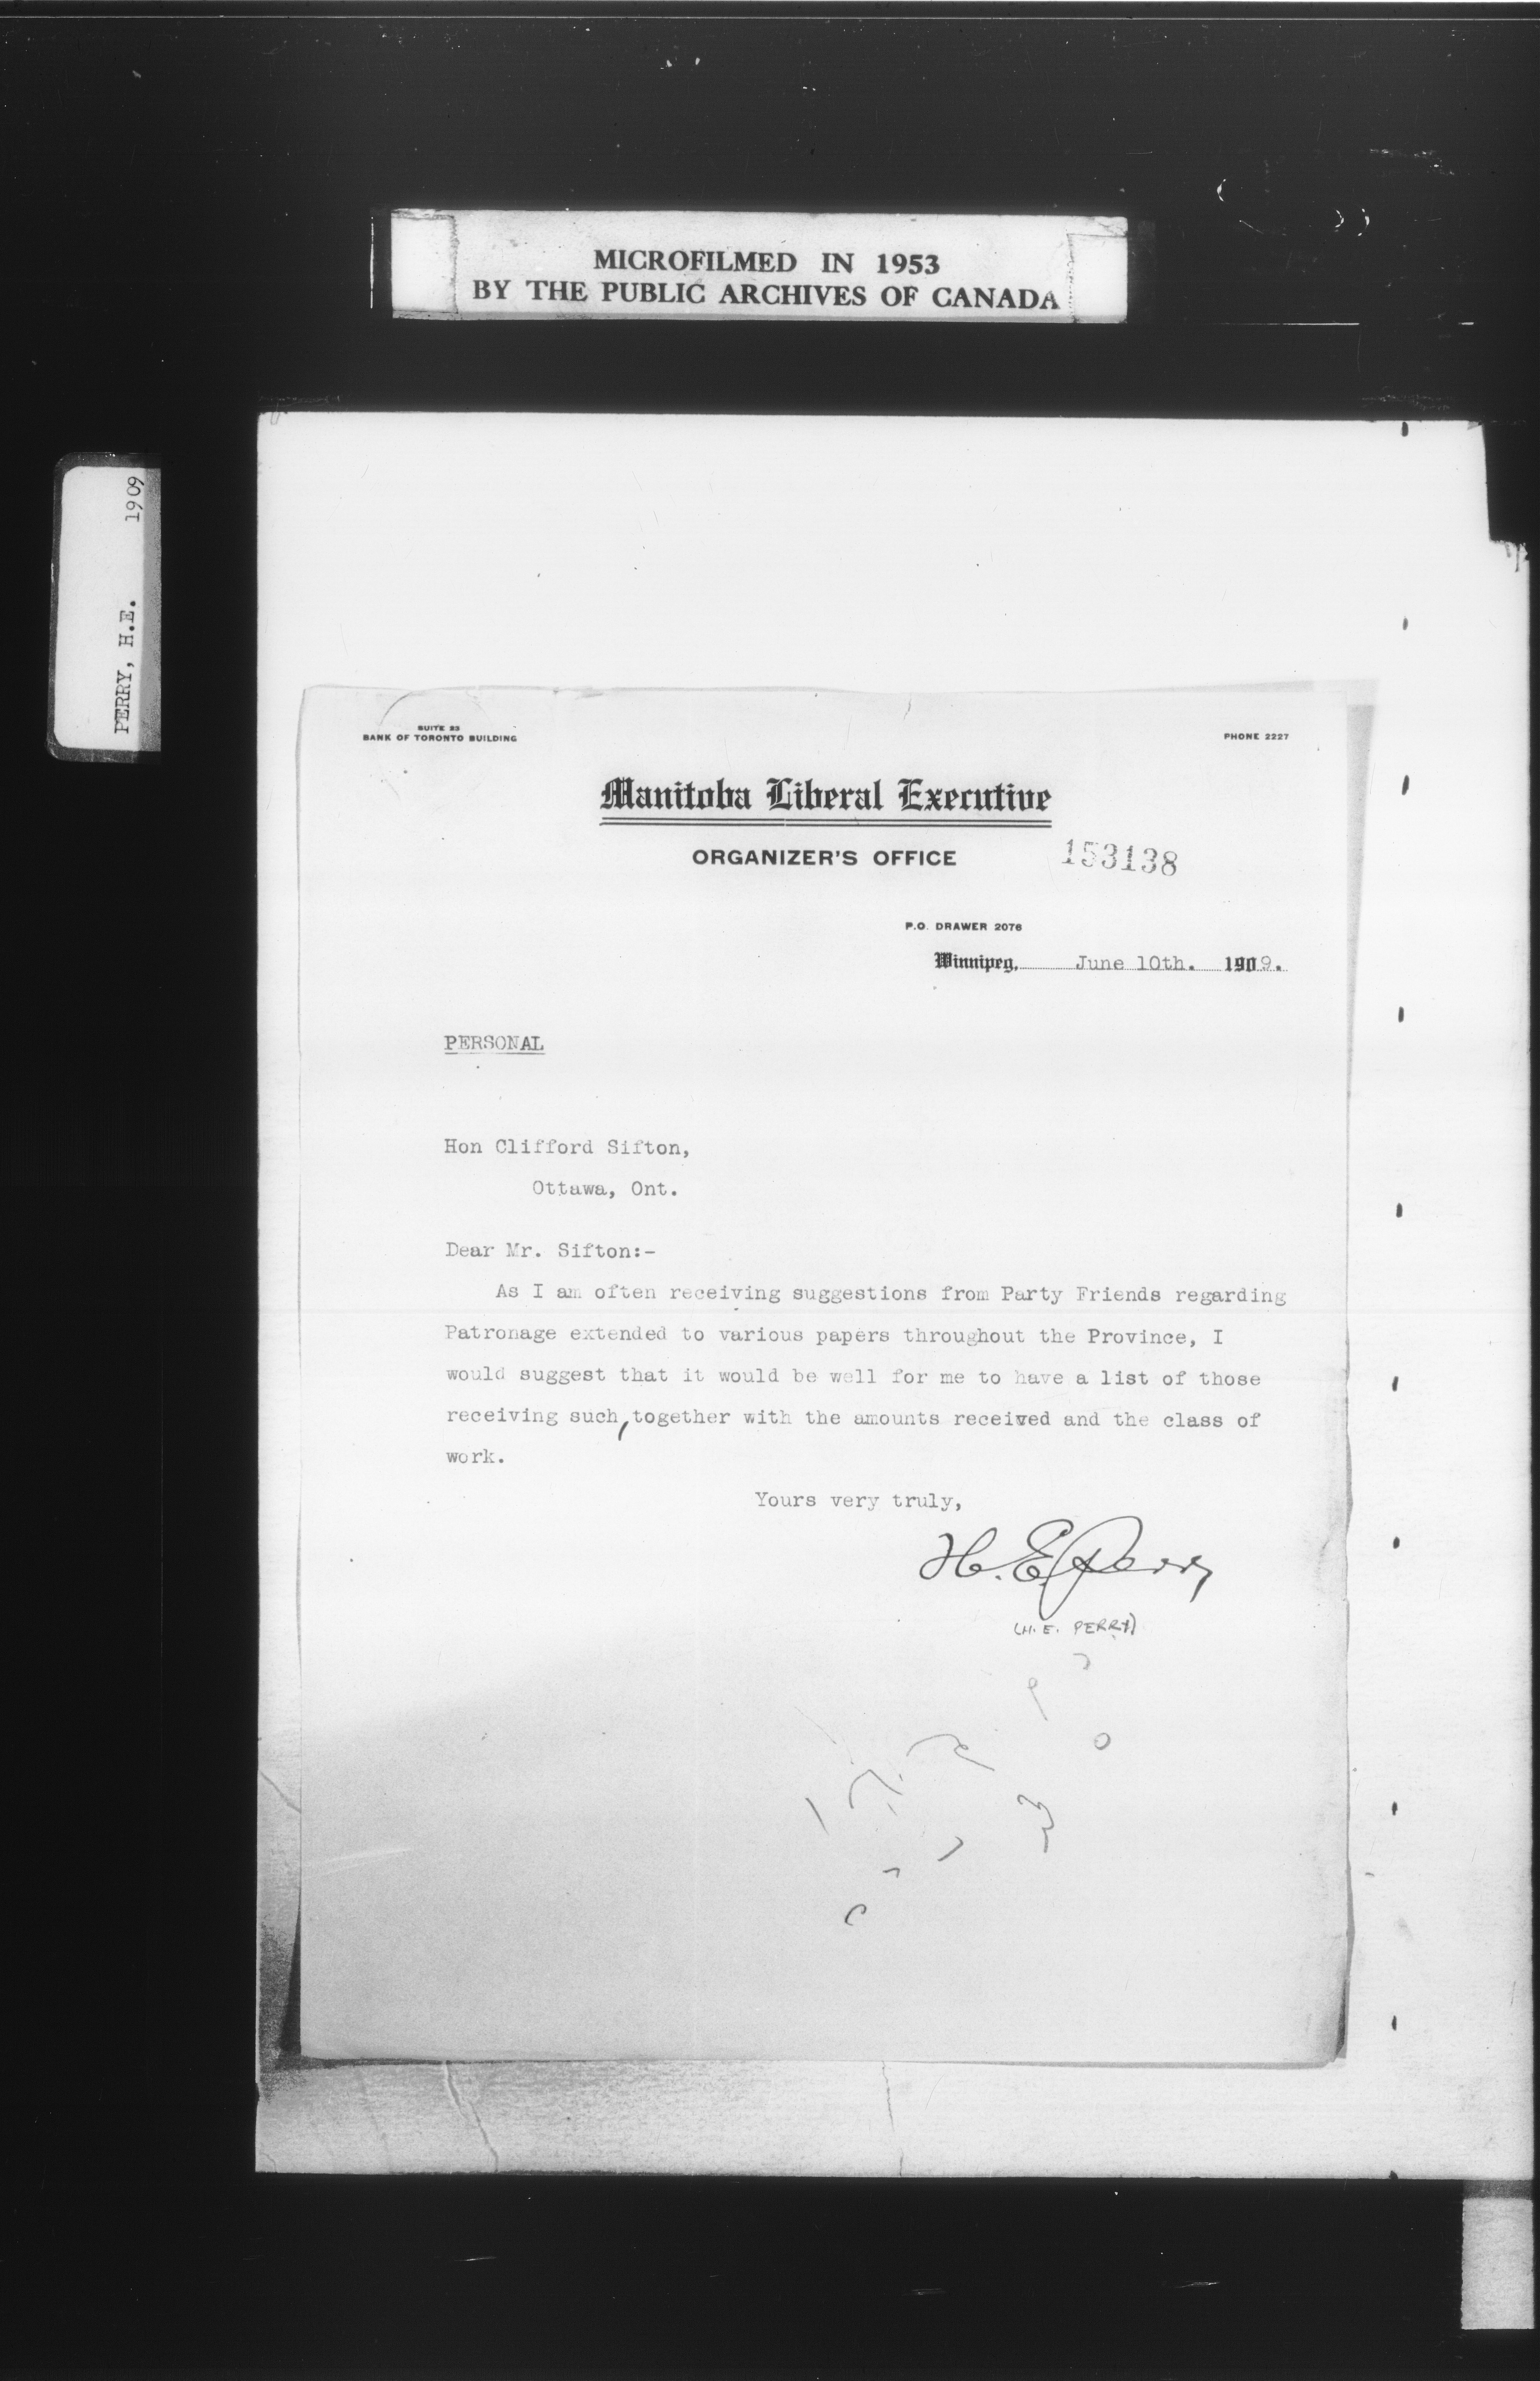 MICROFILMED IN 1953
BY THE PUBLIC ARCHIVES OF CANADA
PERRY, H.E. 1909
SUITE 23
BANK OF TORONTO BUILDING
PHONE 2227
Manitoba Liberal Executive
ORGANIZER'S OFFICE
153138
P.O. DRAWER 2076
Winnipeg, June 10th. 1909.
PERSONAL
Hon Clifford Sifton,
Ottawa, Ont.
Dear Mr. Sifton:-
As I am often receiving suggestions from Party Friends regarding
Patronage extended to various papers throughout the Province, I
would suggest that it would be well for me to have a list of those
receiving such, together with the amounts received and the class of
work.
Yours very truly,
H.E. Perry
(H. E. PERRY)